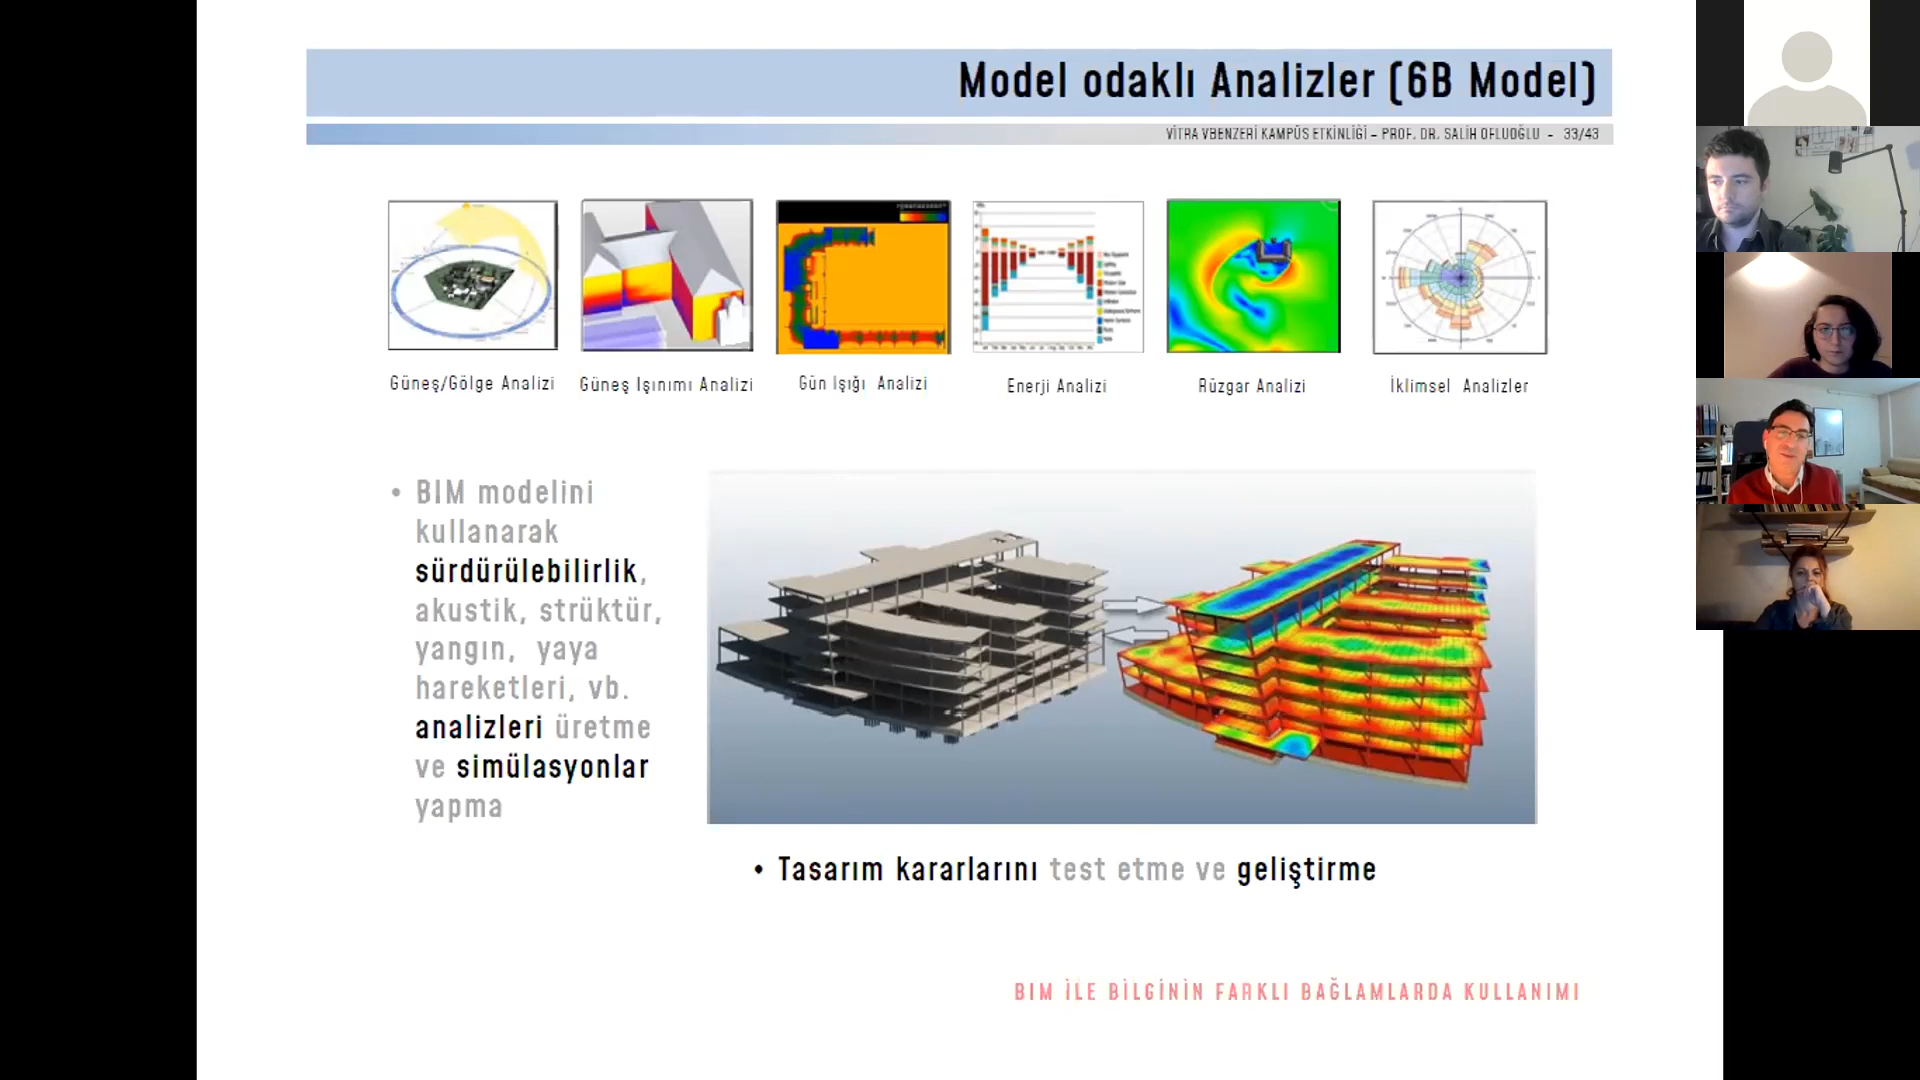 Model odaklı Analizler (6B Model)
VİTRA VBENZERİ KAMPÜS ETKİNLİĞİ – PROF. DR. SALİH OFLUOĞLU - 33/43
Güneş/Gölge Analizi
Güneş Işınımı Analizi
Gün Işığı Analizi
Enerji Analizi
Rüzgar Analizi
İklimsel Analizler
• BIM modelini
kullanarak
sürdürülebilirlik,
akustik, strüktür,
yangın, yaya
hareketleri, vb.
analizleri üretme
ve simülasyonlar
yapma
• Tasarım kararlarını test etme ve geliştirme
BIM İLE BİLGİNİN FARKLI BAĞLAMLARDA KULLANIMI